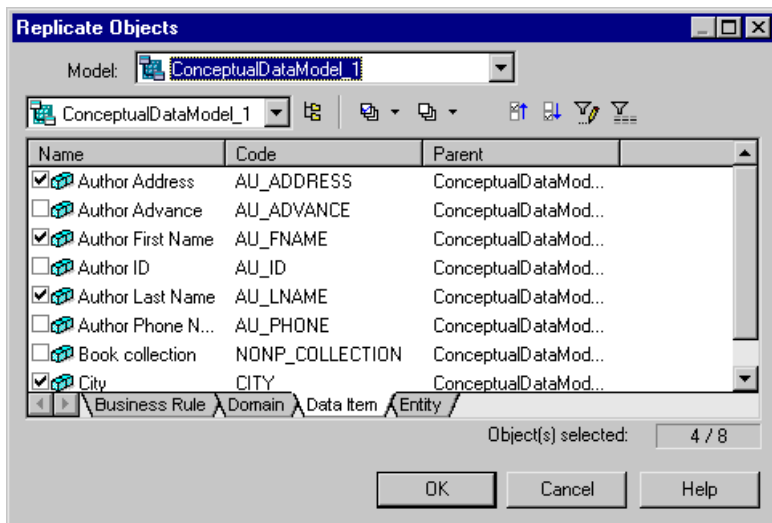 Replicate Objects
Model: ConceptualDataModel_1
ConceptualDataModel_1
Name Code Parent
Author Address AU_ADDRESS ConceptualDataMod...
Author Advance AU_ADVANCE ConceptualDataMod...
Author First Name AU_FNAME ConceptualDataMod...
Author ID AU_ID ConceptualDataMod...
Author Last Name AU_LNAME ConceptualDataMod...
Author Phone N... AU_PHONE ConceptualDataMod...
Book collection NONP_COLLECTION ConceptualDataMod...
City CITY ConceptualDataMod...
Business Rule Domain Data Item Entity
Object(s) selected: 4 / 8
OK Cancel Help